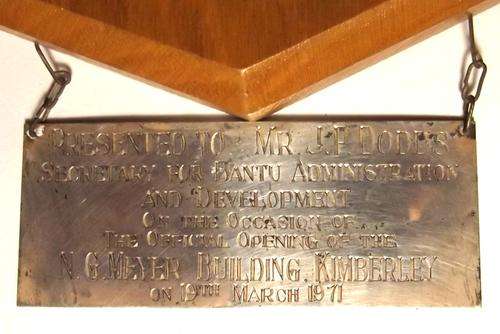 PRESENTED TO MR. J.P. DODDS
SECRETARY FOR BANTU ADMINISTRATION
AND DEVELOPMENT
ON THE OCCASION OF...
THE OFFICIAL OPENING OF THE
N.G. MEYER BUILDING. KIMBERLEY
ON 19TH MARCH 1971